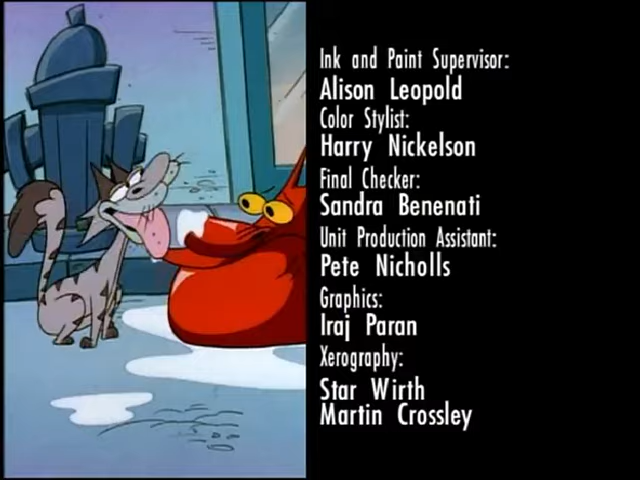 Ink and Paint Supervisor:
Alison Leopold
Color Stylist:
Harry Nickelson
Final Checker:
Sandra Benenati
Unit Production Assistant:
Pete Nicholls
Graphics:
Iraj Paran
Xerography:
Star Wirth
Martin Crossley